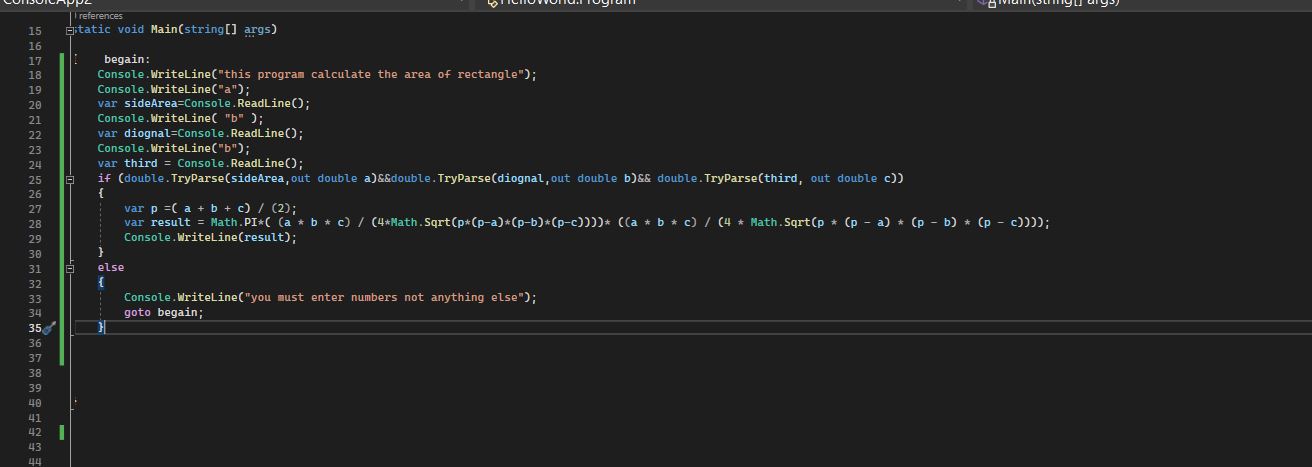 ConsoleApp2 HelloWorld.Program Main(string[] args)
references
15 static void Main(string[] args)
16
17 begain:
18 Console.WriteLine("this program calculate the area of rectangle");
19 Console.WriteLine("a");
20 var sideArea=Console.ReadLine();
21 Console.WriteLine( "b" );
22 var diognal=Console.ReadLine();
23 Console.WriteLine("b");
24 var third = Console.ReadLine();
25 if (double.TryParse(sideArea,out double a)&&double.TryParse(diognal,out double b)&& double.TryParse(third, out double c))
26 {
27 var p =( a + b + c) / (2);
28 var result = Math.PI*( (a * b * c) / (4*Math.Sqrt(p*(p-a)*(p-b)*(p-c))))* ((a * b * c) / (4 * Math.Sqrt(p * (p - a) * (p - b) * (p - c))));
29 Console.WriteLine(result);
30 }
31 else
32 {
33 Console.WriteLine("you must enter numbers not anything else");
34 goto begain;
35 }
36
37
38
39
40
41
42
43
44